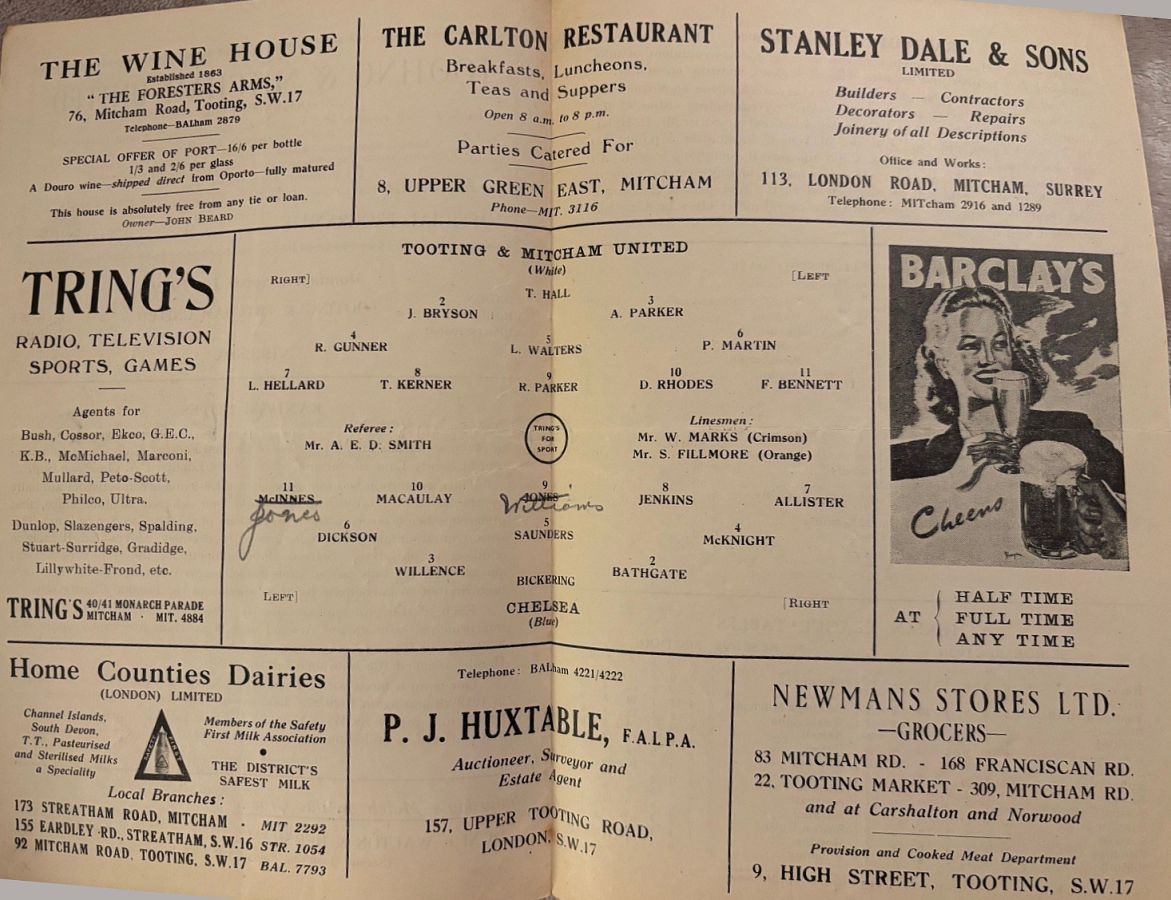 THE WINE HOUSE
Established 1863
"THE FORESTERS ARMS,"
76, Mitcham Road, Tooting, S.W.17
Telephone—BALham 2879
SPECIAL OFFER OF PORT—16/6 per bottle
1/3 and 2/6 per glass
A Douro wine—shipped direct from Oporto—fully matured
This house is absolutely free from any tie or loan.
Owner—JOHN BEARD
THE CARLTON RESTAURANT
Breakfasts, Luncheons,
Teas and Suppers
Open 8 a.m. to 8 p.m.
Parties Catered For
8, UPPER GREEN EAST, MITCHAM
Phone—MIT. 3116
STANLEY DALE & SONS
LIMITED
Builders — Contractors
Decorators — Repairs
Joinery of all Descriptions
Office and Works:
113, LONDON ROAD, MITCHAM, SURREY
Telephone: MITcham 2916 and 1289
TRING'S
RADIO, TELEVISION
SPORTS, GAMES
Agents for
Bush, Cossor, Ekco, G.E.C.,
K.B., McMichael, Marconi,
Mullard, Peto-Scott,
Philco, Ultra.
Dunlop, Slazengers, Spalding,
Stuart-Surridge, Gradidge,
Lillywhite-Frond, etc.
TRING'S 40/41 MONARCH PARADE
MITCHAM · MIT. 4884
TOOTING & MITCHAM UNITED
(White)
RIGHT] [LEFT
T. HALL
2 3
J. BRYSON A. PARKER
4 5 6
R. GUNNER L. WALTERS P. MARTIN
7 8 9 10 11
L. HELLARD T. KERNER R. PARKER D. RHODES F. BENNETT
Referee:
Mr. A. E. D. SMITH
TRING'S
FOR
SPORT
Linesmen:
Mr. W. MARKS (Crimson)
Mr. S. FILLMORE (Orange)
11 10 9 8 7
McINNES MACAULAY JONES JENKINS ALLISTER
Jones Williams
6 5 4
DICKSON SAUNDERS McKNIGHT
3 2
WILLENCE BATHGATE
BICKERING
LEFT] [RIGHT
CHELSEA
(Blue)
BARCLAY'S
Cheers
AT { HALF TIME
FULL TIME
ANY TIME
Home Counties Dairies
(LONDON) LIMITED
Channel Islands,
South Devon,
T.T., Pasteurised
and Sterilised Milks
a Speciality
SAFETY FIRST
Members of the Safety
First Milk Association
•
THE DISTRICT'S
SAFEST MILK
Local Branches:
173 STREATHAM ROAD, MITCHAM - MIT 2292
155 EARDLEY RD., STREATHAM, S.W.16 STR. 1054
92 MITCHAM ROAD, TOOTING, S.W.17 BAL. 7793
Telephone: BALham 4221/4222
P. J. HUXTABLE, F.A.L.P.A.
Auctioneer, Surveyor and
Estate Agent
157, UPPER TOOTING ROAD,
LONDON, S.W.17
NEWMANS STORES LTD.
—GROCERS—
83 MITCHAM RD. - 168 FRANCISCAN RD.
22, TOOTING MARKET - 309, MITCHAM RD.
and at Carshalton and Norwood
Provision and Cooked Meat Department
9, HIGH STREET, TOOTING, S.W.17